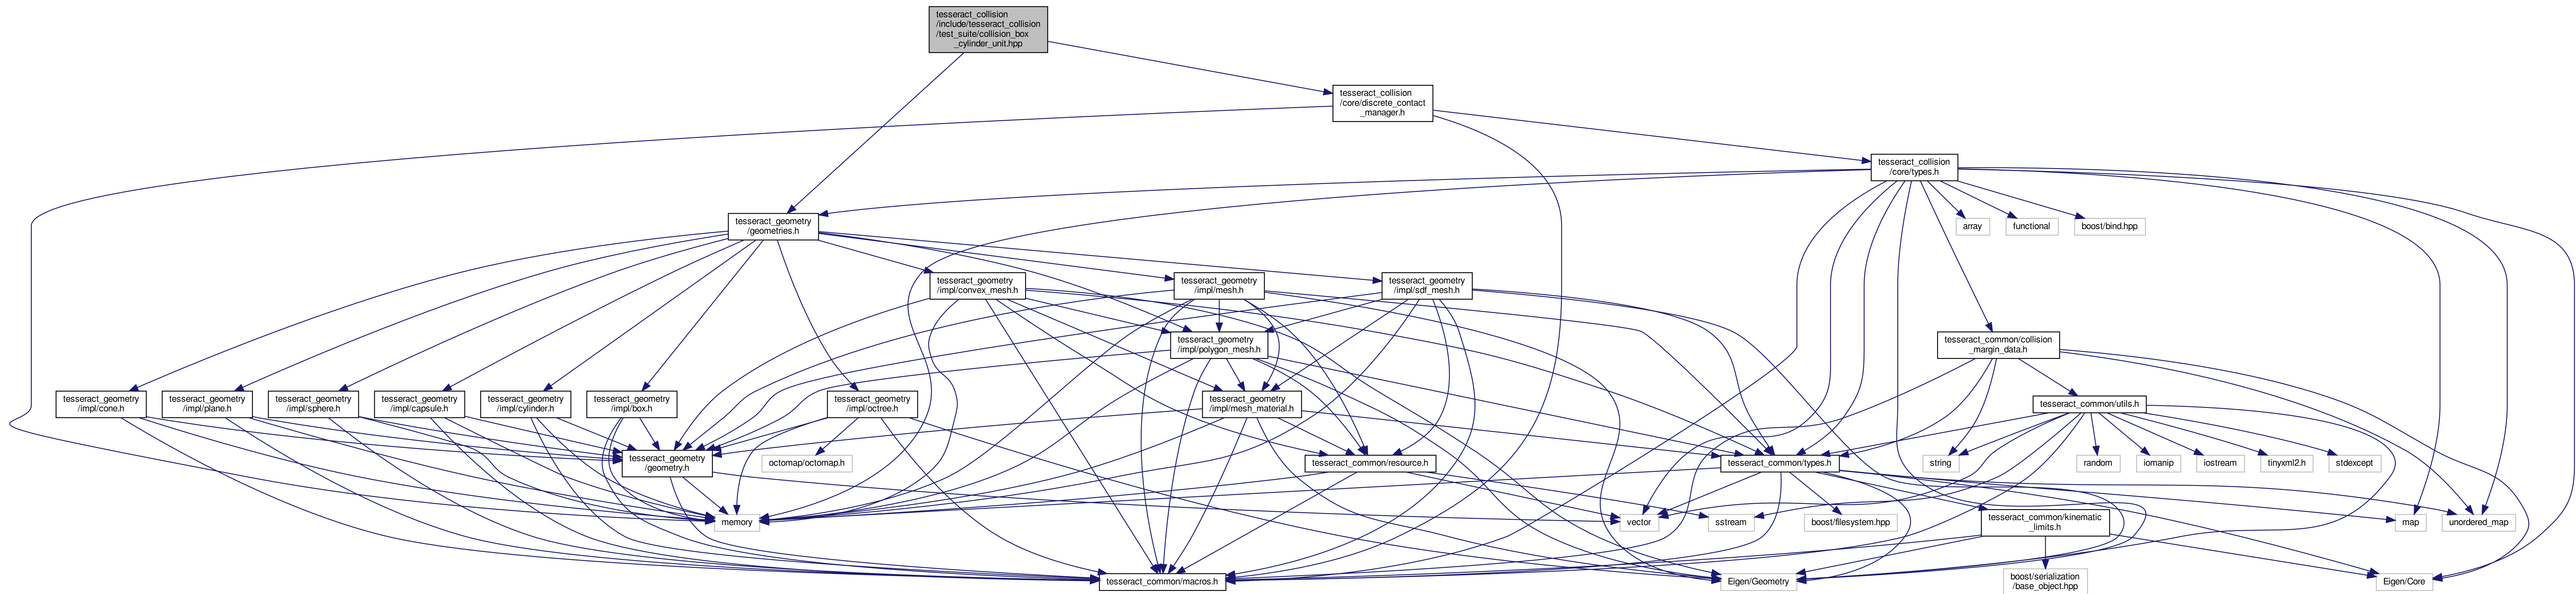 tesseract_collision
/include/tesseract_collision
/test_suite/collision_box
_cylinder_unit.hpp
tesseract_collision
/core/discrete_contact
_manager.h
tesseract_collision
/core/types.h
tesseract_geometry
/geometries.h
array
functional
boost/bind.hpp
tesseract_geometry
/impl/convex_mesh.h
tesseract_geometry
/impl/mesh.h
tesseract_geometry
/impl/sdf_mesh.h
tesseract_geometry
/impl/polygon_mesh.h
tesseract_common/collision
_margin_data.h
tesseract_geometry
/impl/cone.h
tesseract_geometry
/impl/plane.h
tesseract_geometry
/impl/sphere.h
tesseract_geometry
/impl/capsule.h
tesseract_geometry
/impl/cylinder.h
tesseract_geometry
/impl/box.h
tesseract_geometry
/impl/octree.h
tesseract_geometry
/impl/mesh_material.h
tesseract_common/utils.h
tesseract_geometry
/geometry.h
octomap/octomap.h
tesseract_common/resource.h
tesseract_common/types.h
string
random
iomanip
iostream
tinyxml2.h
stdexcept
memory
vector
sstream
boost/filesystem.hpp
tesseract_common/kinematic
_limits.h
map
unordered_map
tesseract_common/macros.h
Eigen/Geometry
boost/serialization
/base_object.hpp
Eigen/Core